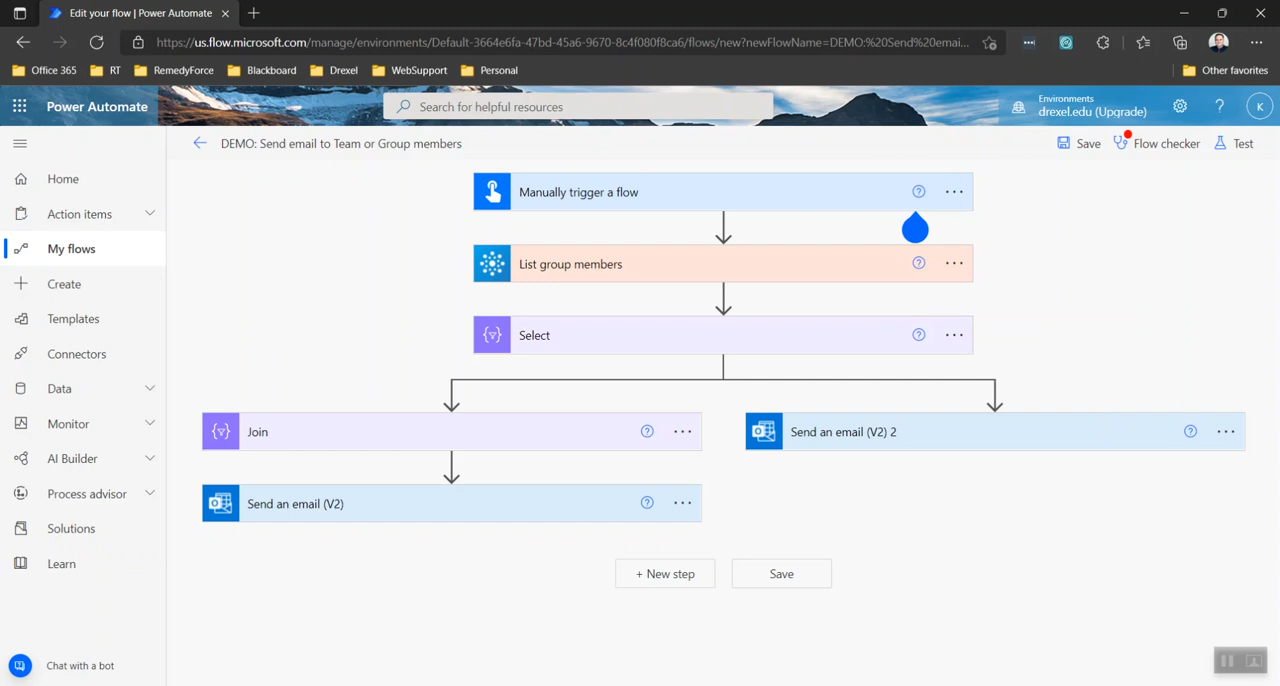 Edit your flow | Power Automate
https://us.flow.microsoft.com/manage/environments/Default-3664e6fa-47bd-45a6-9670-8c4f080f8ca6/flows/new?newFlowName=DEMO:%20Send%20emai...
Office 365
RT
RemedyForce
Blackboard
Drexel
WebSupport
Personal
Other favorites
Power Automate
Search for helpful resources
Environments
drexel.edu (Upgrade)
?
K
DEMO: Send email to Team or Group members
Save
Flow checker
Test
Home
Action items
My flows
Create
Templates
Connectors
Data
Monitor
AI Builder
Process advisor
Solutions
Learn
Chat with a bot
Manually trigger a flow
List group members
Select
Join
Send an email (V2) 2
Send an email (V2)
+ New step
Save